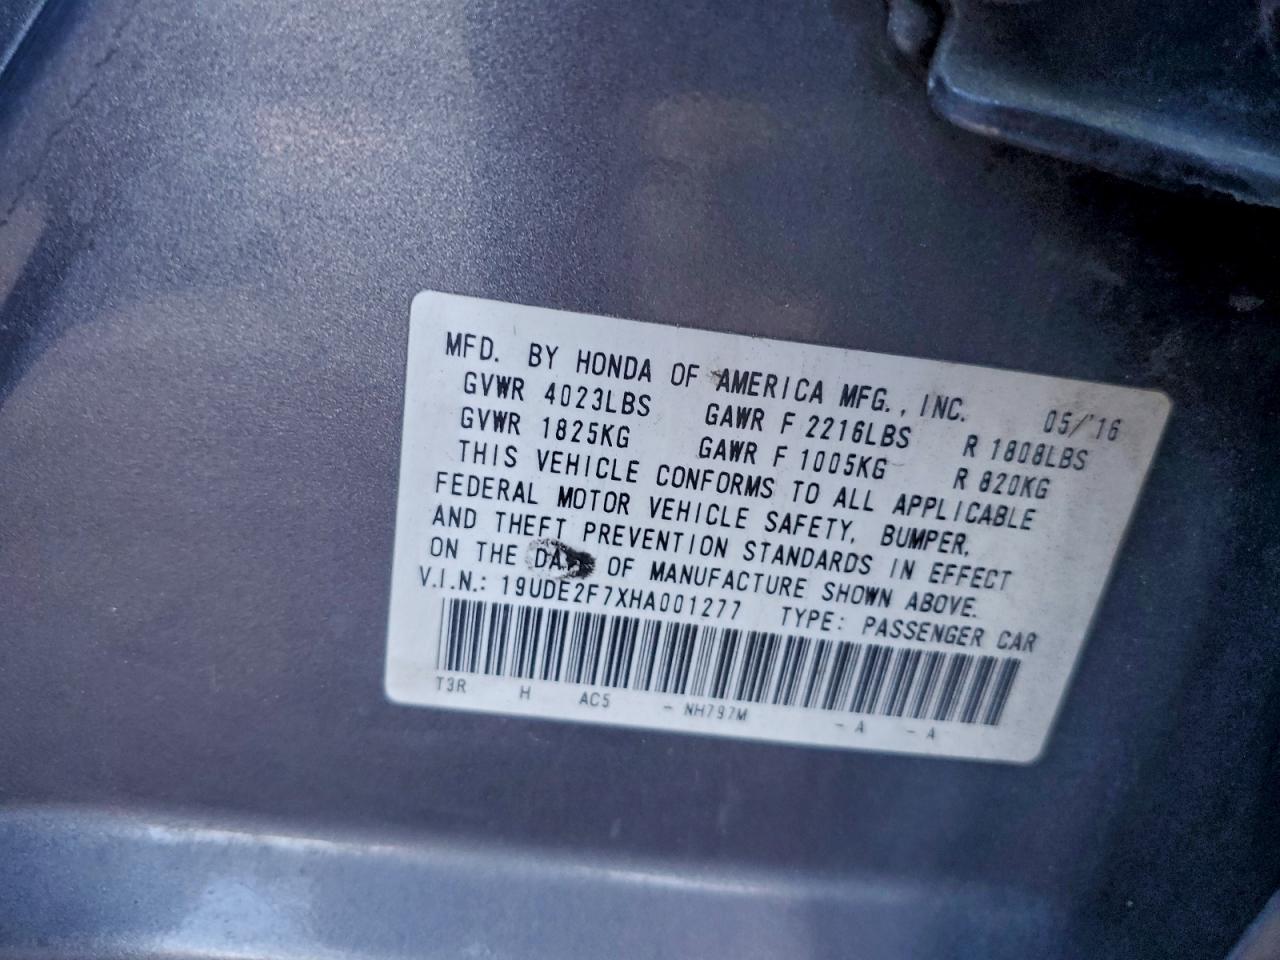 MFD. BY HONDA OF AMERICA MFG., INC. 05/'16
GVWR 4023LBS GAWR F 2216LBS R 1808LBS
GVWR 1825KG GAWR F 1005KG R 820KG
THIS VEHICLE CONFORMS TO ALL APPLICABLE
FEDERAL MOTOR VEHICLE SAFETY, BUMPER,
AND THEFT PREVENTION STANDARDS IN EFFECT
ON THE DATE OF MANUFACTURE SHOWN ABOVE.
V.I.N.: 19UDE2F7XHA001277 TYPE: PASSENGER CAR
T3R H AC5 - NH797M - A - A